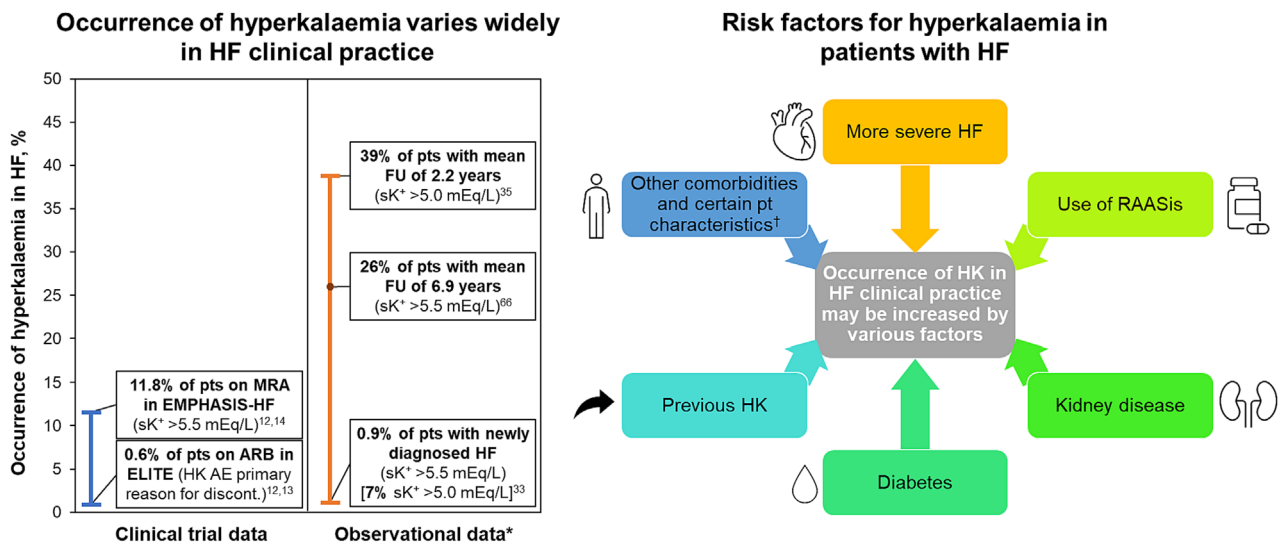 Occurrence of hyperkalaemia varies widely
in HF clinical practice
Occurrence of hyperkalaemia in HF, %
50
45
40
35
30
25
20
15
10
5
0
39% of pts with mean
FU of 2.2 years
(sK⁺ >5.0 mEq/L)³⁵
26% of pts with mean
FU of 6.9 years
(sK⁺ >5.5 mEq/L)⁶⁶
11.8% of pts on MRA
in EMPHASIS-HF
(sK⁺ >5.5 mEq/L)¹²,¹⁴
0.6% of pts on ARB in
ELITE (HK AE primary
reason for discont.)¹²,¹³
0.9% of pts with newly
diagnosed HF
(sK⁺ >5.5 mEq/L)
[7% sK⁺ >5.0 mEq/L]³³
Clinical trial data
Observational data*
Risk factors for hyperkalaemia in
patients with HF
More severe HF
Other comorbidities
and certain pt
characteristics†
Use of RAASis
Occurrence of HK in
HF clinical practice
may be increased by
various factors
Previous HK
Kidney disease
Diabetes